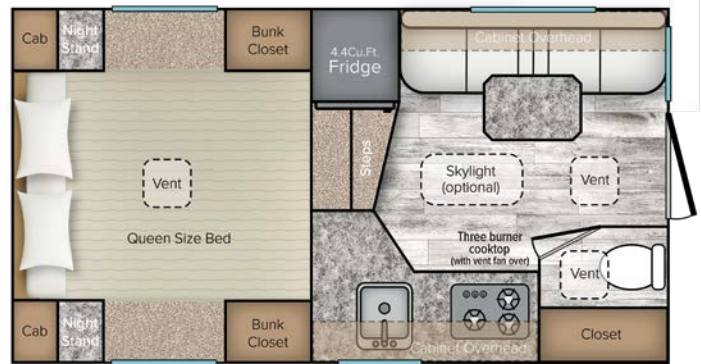 Cab
Night
Stand
Bunk
Closet
4.4Cu.Ft.
Fridge
Cabinet Overhead
Vent
Queen Size Bed
Steps
Skylight
(optional)
Vent
Three burner
cooktop
(with vent fan over)
Vent
Cab
Night
Stand
Bunk
Closet
Cabinet Overhead
Closet